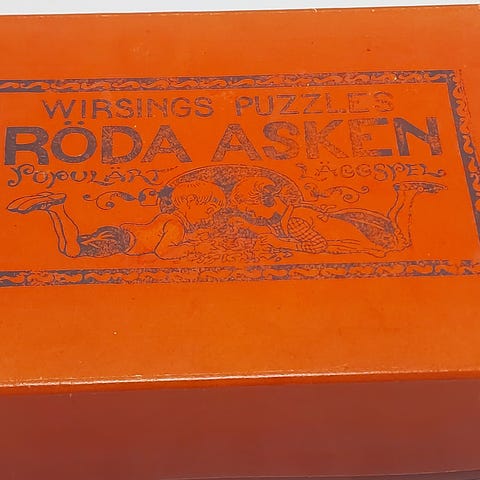 WIRSINGS PUZZLES
RÖDA ASKEN
POPULÄRT LÄGGSPEL